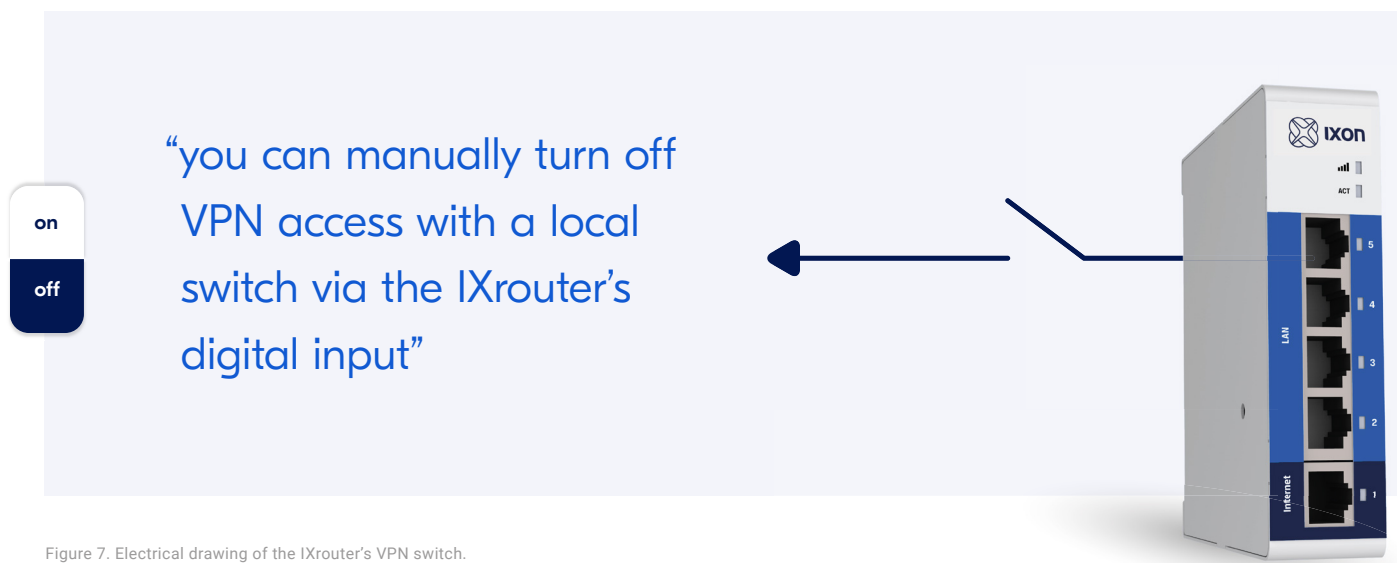 “you can manually turn off
VPN access with a local
switch via the IXrouter’s
digital input”
on
off
IXON
ACT
5
4
LAN
3
2
Internet
1
Figure 7. Electrical drawing of the IXrouter's VPN switch.